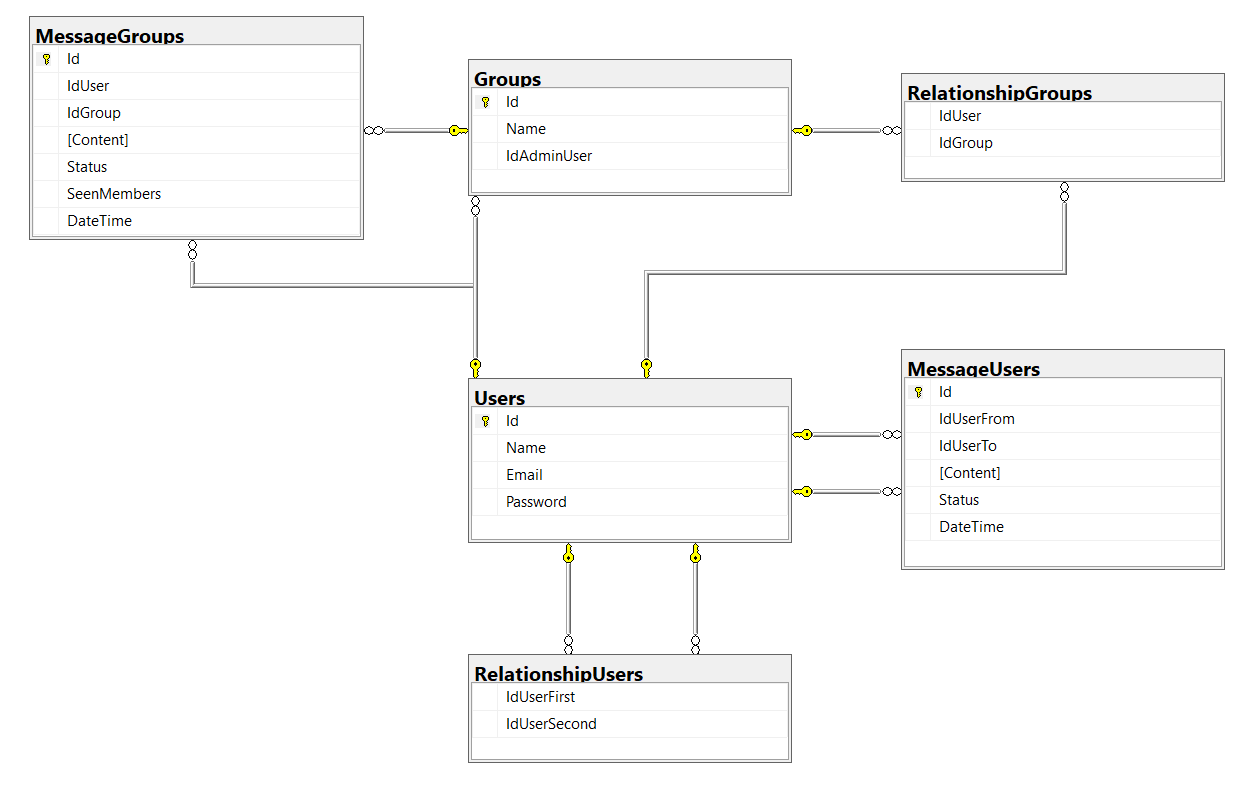 MessageGroups
Id
IdUser
IdGroup
[Content]
Status
SeenMembers
DateTime
Groups
Id
Name
IdAdminUser
RelationshipGroups
IdUser
IdGroup
Users
Id
Name
Email
Password
MessageUsers
Id
IdUserFrom
IdUserTo
[Content]
Status
DateTime
RelationshipUsers
IdUserFirst
IdUserSecond